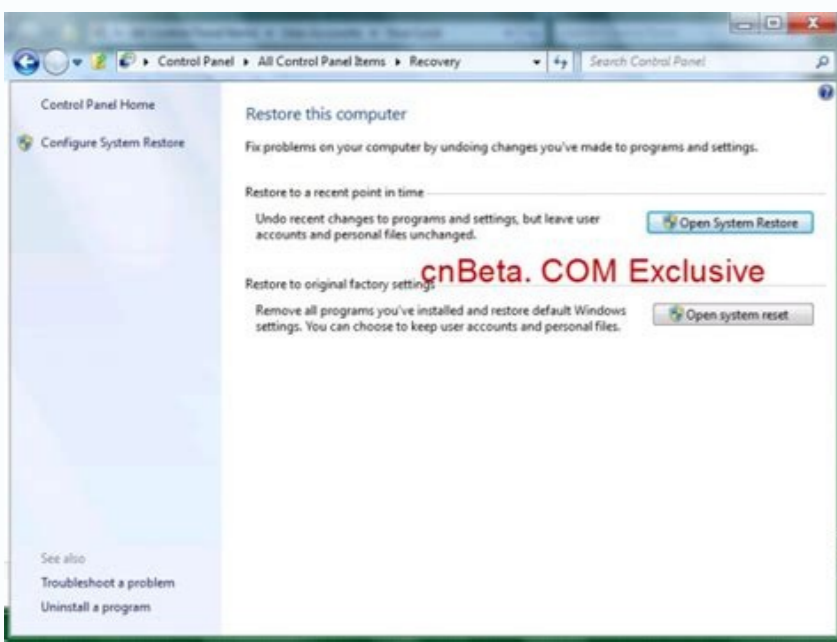 Control Panel ▸ All Control Panel Items ▸ Recovery
Search Control Panel
Control Panel Home
Configure System Restore
Restore this computer
Fix problems on your computer by undoing changes you've made to programs and settings.
Restore to a recent point in time
Undo recent changes to programs and settings, but leave user
accounts and personal files unchanged.
Open System Restore
cnBeta. COM Exclusive
Restore to original factory settings
Remove all programs you've installed and restore default Windows
settings. You can choose to keep user accounts and personal files.
Open system reset
See also
Troubleshoot a problem
Uninstall a program